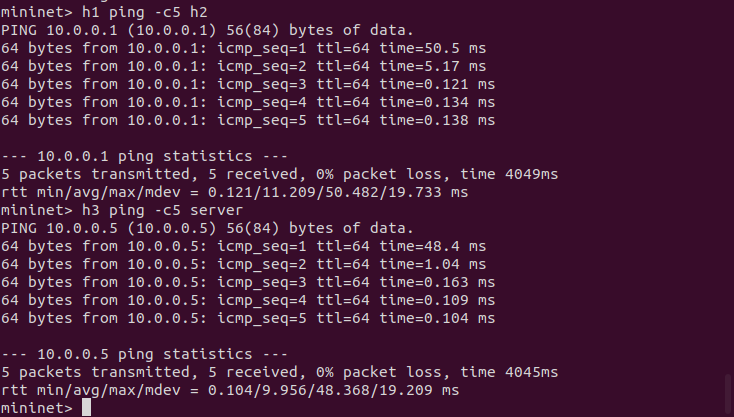 mininet> h1 ping -c5 h2
PING 10.0.0.1 (10.0.0.1) 56(84) bytes of data.
64 bytes from 10.0.0.1: icmp_seq=1 ttl=64 time=50.5 ms
64 bytes from 10.0.0.1: icmp_seq=2 ttl=64 time=5.17 ms
64 bytes from 10.0.0.1: icmp_seq=3 ttl=64 time=0.121 ms
64 bytes from 10.0.0.1: icmp_seq=4 ttl=64 time=0.134 ms
64 bytes from 10.0.0.1: icmp_seq=5 ttl=64 time=0.138 ms

--- 10.0.0.1 ping statistics ---
5 packets transmitted, 5 received, 0% packet loss, time 4049ms
rtt min/avg/max/mdev = 0.121/11.209/50.482/19.733 ms
mininet> h3 ping -c5 server
PING 10.0.0.5 (10.0.0.5) 56(84) bytes of data.
64 bytes from 10.0.0.5: icmp_seq=1 ttl=64 time=48.4 ms
64 bytes from 10.0.0.5: icmp_seq=2 ttl=64 time=1.04 ms
64 bytes from 10.0.0.5: icmp_seq=3 ttl=64 time=0.163 ms
64 bytes from 10.0.0.5: icmp_seq=4 ttl=64 time=0.109 ms
64 bytes from 10.0.0.5: icmp_seq=5 ttl=64 time=0.104 ms

--- 10.0.0.5 ping statistics ---
5 packets transmitted, 5 received, 0% packet loss, time 4045ms
rtt min/avg/max/mdev = 0.104/9.956/48.368/19.209 ms
mininet>